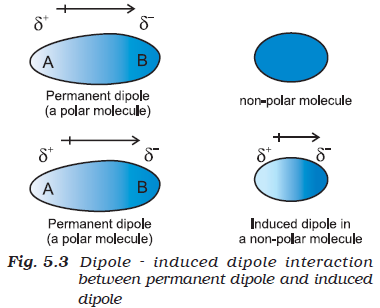 δ⁺ δ⁻
A B
Permanent dipole
(a polar molecule)
non-polar molecule
δ⁺ δ⁻ δ⁺ δ⁻
A B
Permanent dipole
(a polar molecule)
Induced dipole in
a non-polar molecule
Fig. 5.3 Dipole - induced dipole interaction
between permanent dipole and induced
dipole